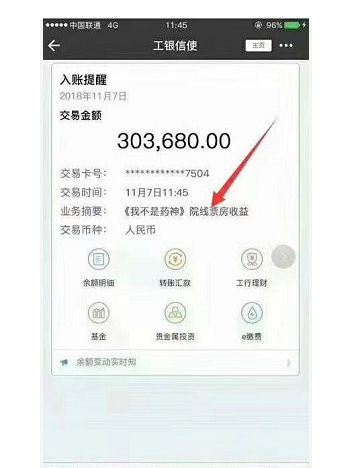 中国联通 4G 11:45 96%
工银信使 主页
入账提醒
2018年11月7日
交易金额
303,680.00
交易卡号： ************7504
交易时间： 11月7日11:45
业务摘要： 《我不是药神》院线票房收益
交易币种： 人民币
余额明细 转账汇款 工行理财
基金 贵金属投资 e缴费
余额变动实时知